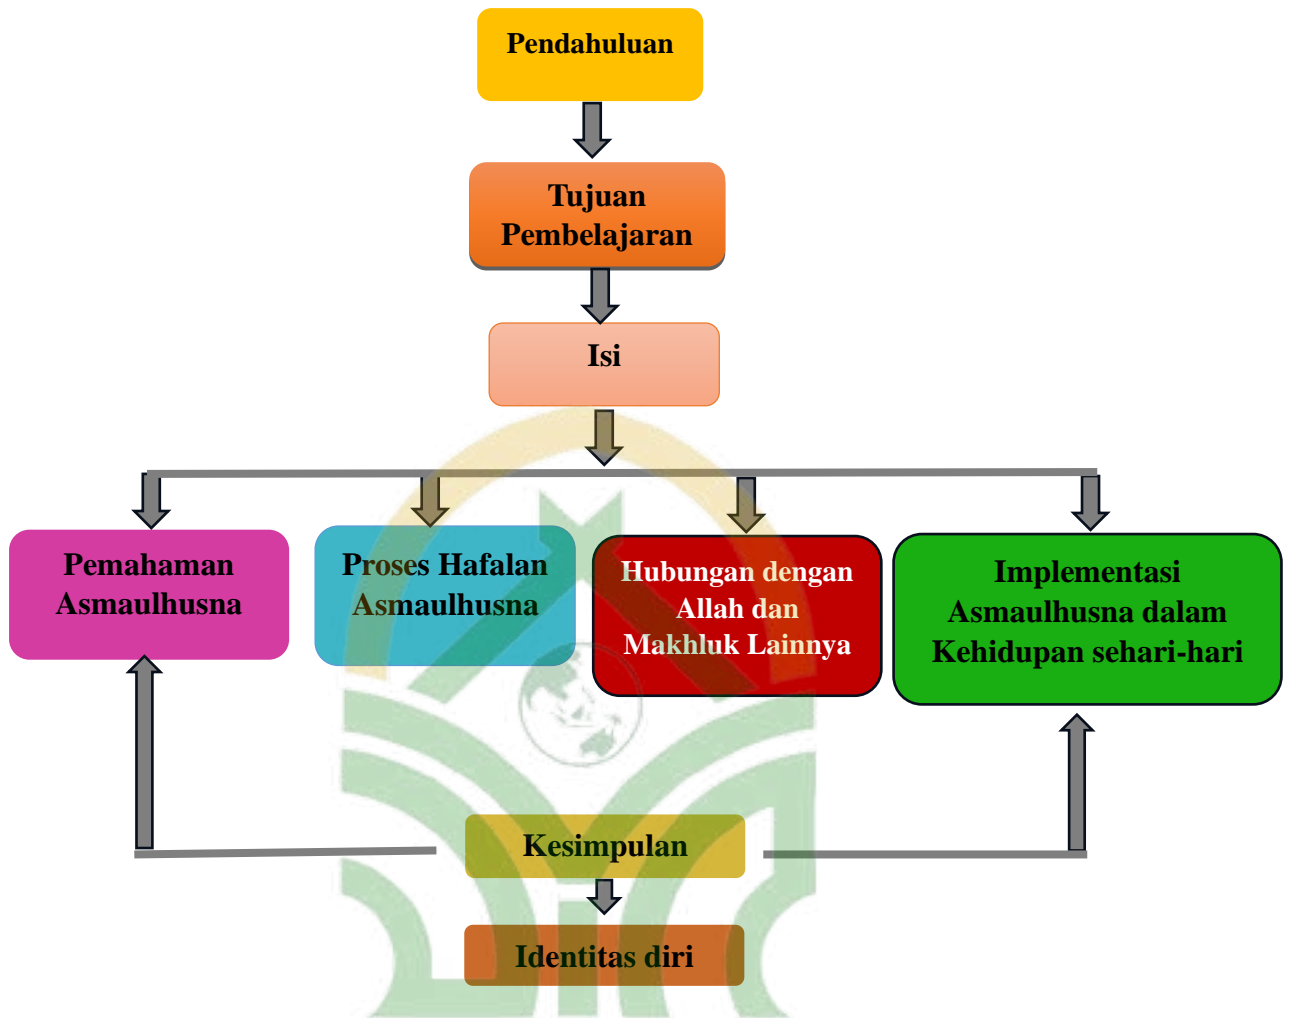 Pendahuluan
Tujuan
Pembelajaran
Isi
Pemahaman
Asmaulhusna
Proses Hafalan
Asmaulhusna
Hubungan dengan
Allah dan
Makhluk Lainnya
Implementasi
Asmaulhusna dalam
Kehidupan sehari-hari
Kesimpulan
Identitas diri